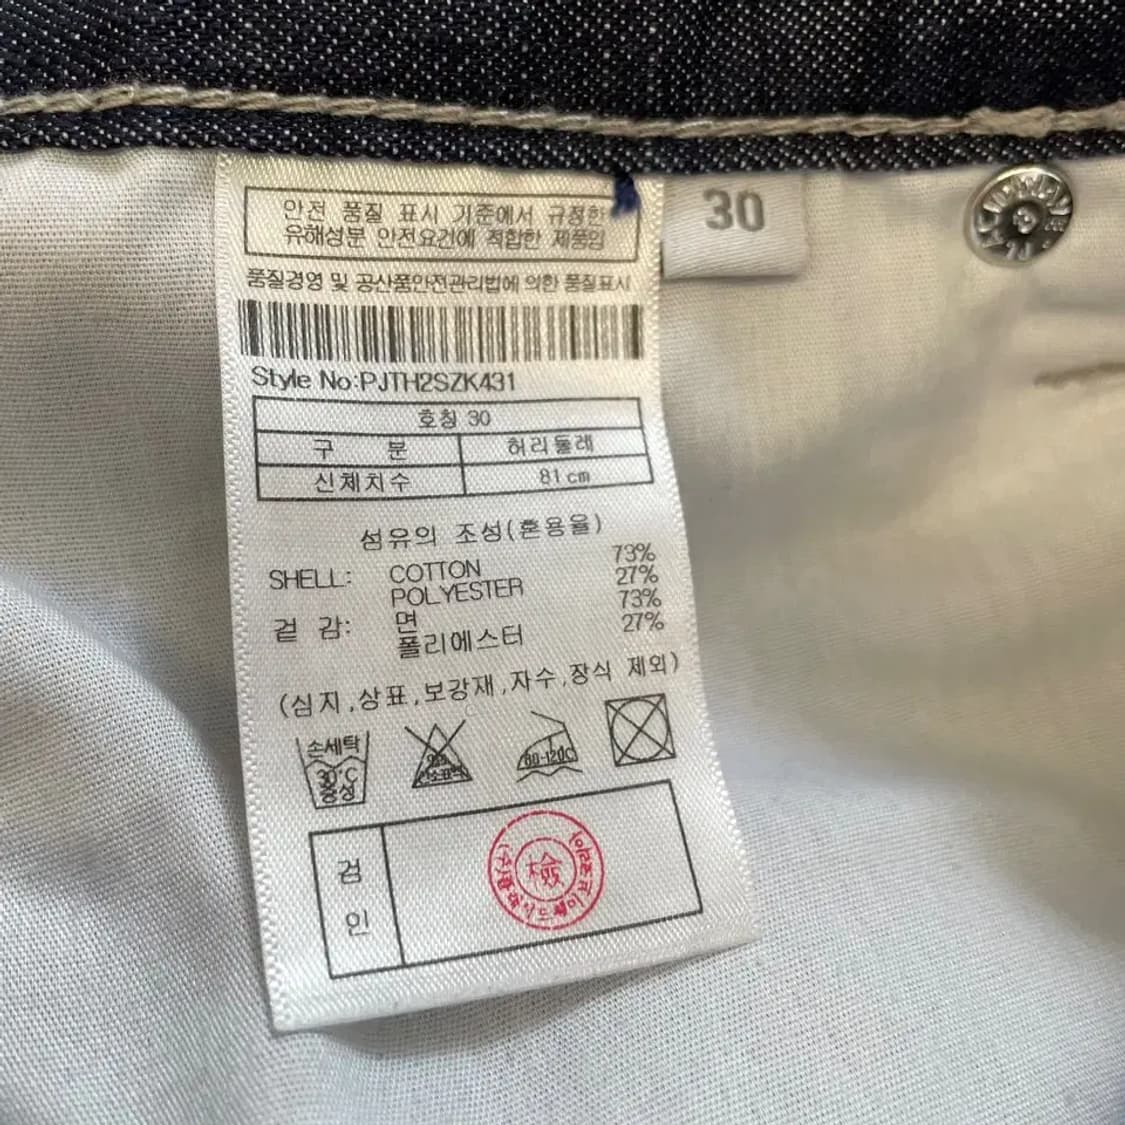 안전 품질 표시 기준에서 규정한
유해성분 안전요건에 적합한 제품임
30
품질경영 및 공산품안전관리법에 의한 품질표시
Style No:PJTH2SZK431
호칭 30
구 분 허리둘레
신체치수 81cm
섬유의 조성(혼용율)
SHELL: COTTON 73%
POLYESTER 27%
겉 감: 면 73%
폴리에스터 27%
(심지,상표,보강재,자수,장식 제외)
손세탁
30°C
중성
80-120C
검
인
檢